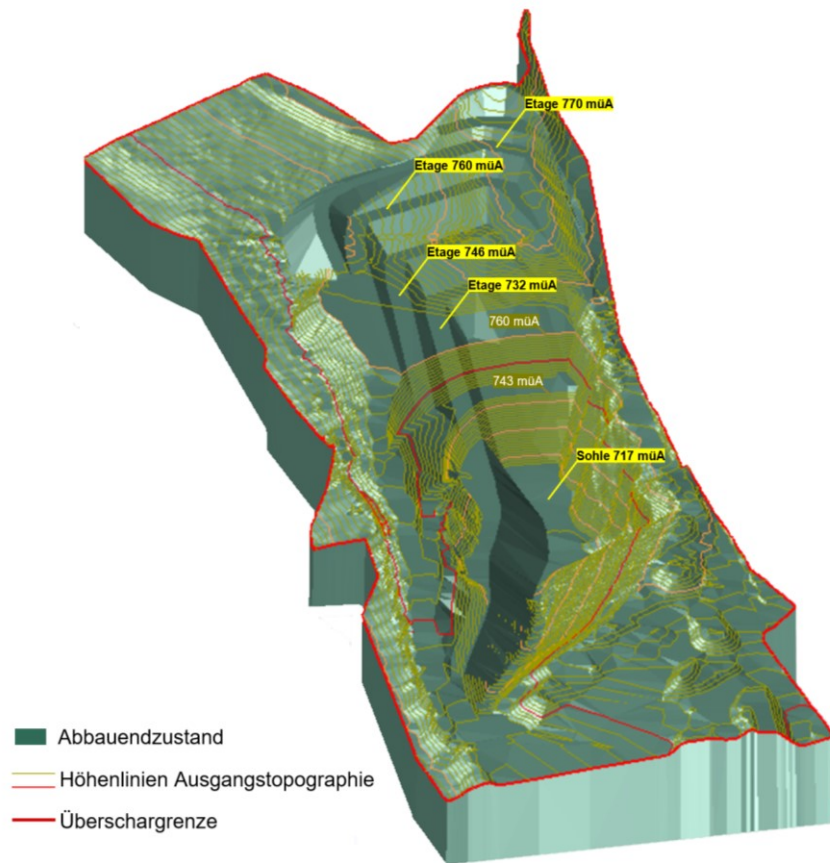 Etage 770 müA
Etage 760 müA
Etage 746 müA
Etage 732 müA
760 müA
743 müA
Sohle 717 müA
Abbauendzustand
Höhenlinien Ausgangstopographie
Überschargrenze